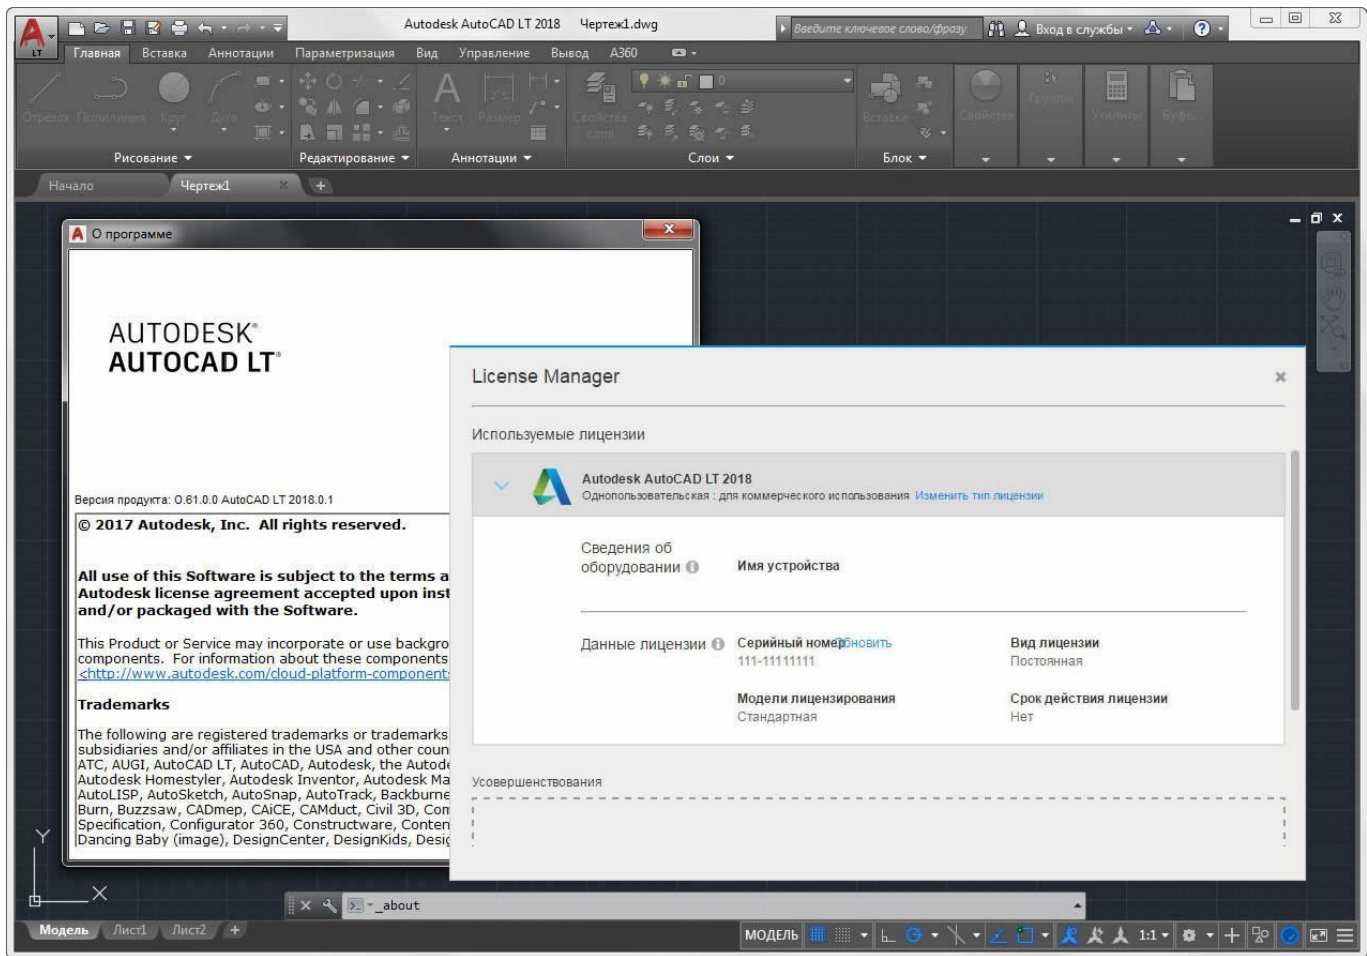 Autodesk AutoCAD LT 2018 Чертеж1.dwg
Введите ключевое слово/фразу
Вход в службы
LT
Главная Вставка Аннотации Параметризация Вид Управление Вывод A360
0
Отрезок Полилиния Круг Дуга
Текст Размер
Свойства слоя
Вставка
Свойства
Группы
Утилиты
Буфе...
Рисование Редактирование Аннотации Слои Блок
Начало Чертеж1
О программе
AUTODESK®
AUTOCAD LT®
Версия продукта: O.61.0.0 AutoCAD LT 2018.0.1
© 2017 Autodesk, Inc. All rights reserved.
All use of this Software is subject to the terms a
Autodesk license agreement accepted upon inst
and/or packaged with the Software.
This Product or Service may incorporate or use backgro
components. For information about these components
<http://www.autodesk.com/cloud-platform-component
Trademarks
The following are registered trademarks or trademarks
subsidiaries and/or affiliates in the USA and other coun
ATC, AUGI, AutoCAD LT, AutoCAD, Autodesk, the Autode
Autodesk Homestyler, Autodesk Inventor, Autodesk Ma
AutoLISP, AutoSketch, AutoSnap, AutoTrack, Backburne
Burn, Buzzsaw, CADmep, CAiCE, CAMduct, Civil 3D, Com
Specification, Configurator 360, Constructware, Conten
Dancing Baby (image), DesignCenter, DesignKids, Desig
License Manager
Используемые лицензии
Autodesk AutoCAD LT 2018
Однопользовательская : для коммерческого использования Изменить тип лицензии
Сведения об
оборудовании
Имя устройства
Данные лицензии
Серийный номер Обновить
111-11111111
Вид лицензии
Постоянная
Модели лицензирования
Стандартная
Срок действия лицензии
Нет
Усовершенствования
Y
X
_about
Модель Лист1 Лист2 +
МОДЕЛЬ
1:1